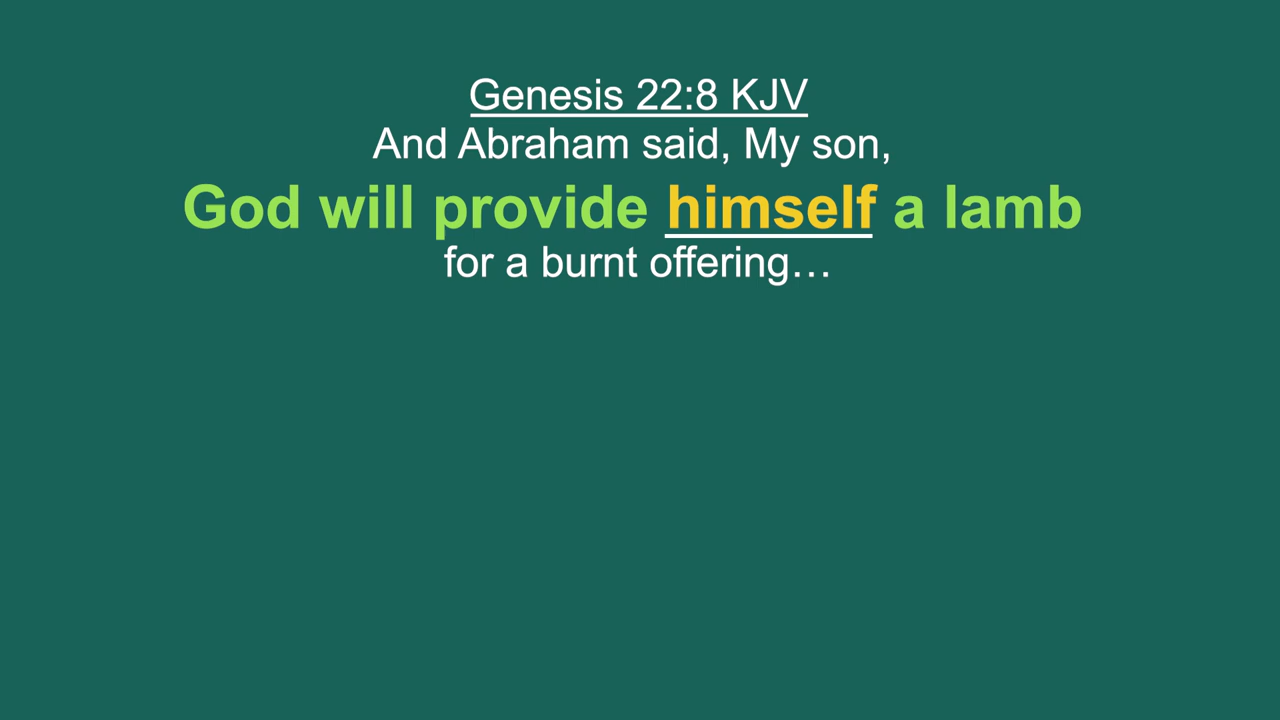 Genesis 22:8 KJV
And Abraham said, My son,
God will provide himself a lamb
for a burnt offering…